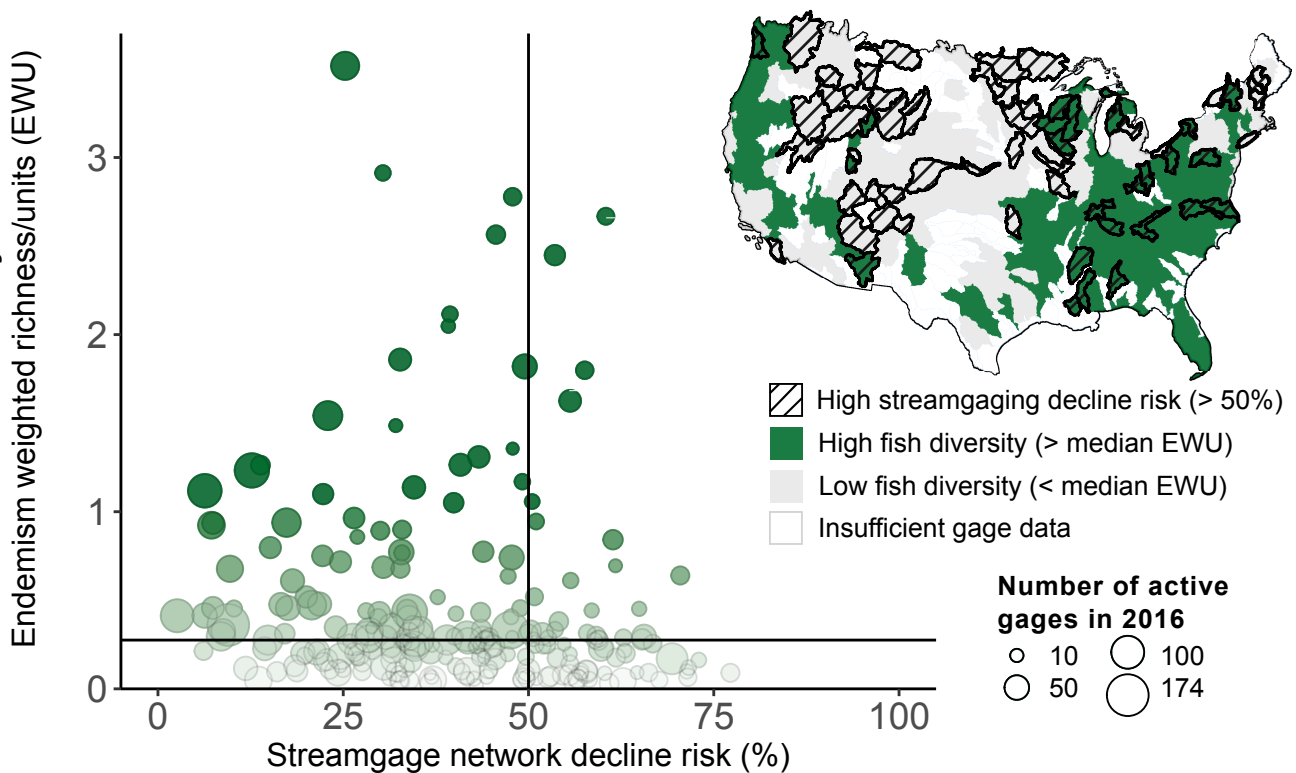 Endemism weighted richness/units (EWU)
3
2
1
0
0 25 50 75 100
Streamgage network decline risk (%)
High streamgaging decline risk (> 50%)
High fish diversity (> median EWU)
Low fish diversity (< median EWU)
Insufficient gage data
Number of active
gages in 2016
10 100
50 174